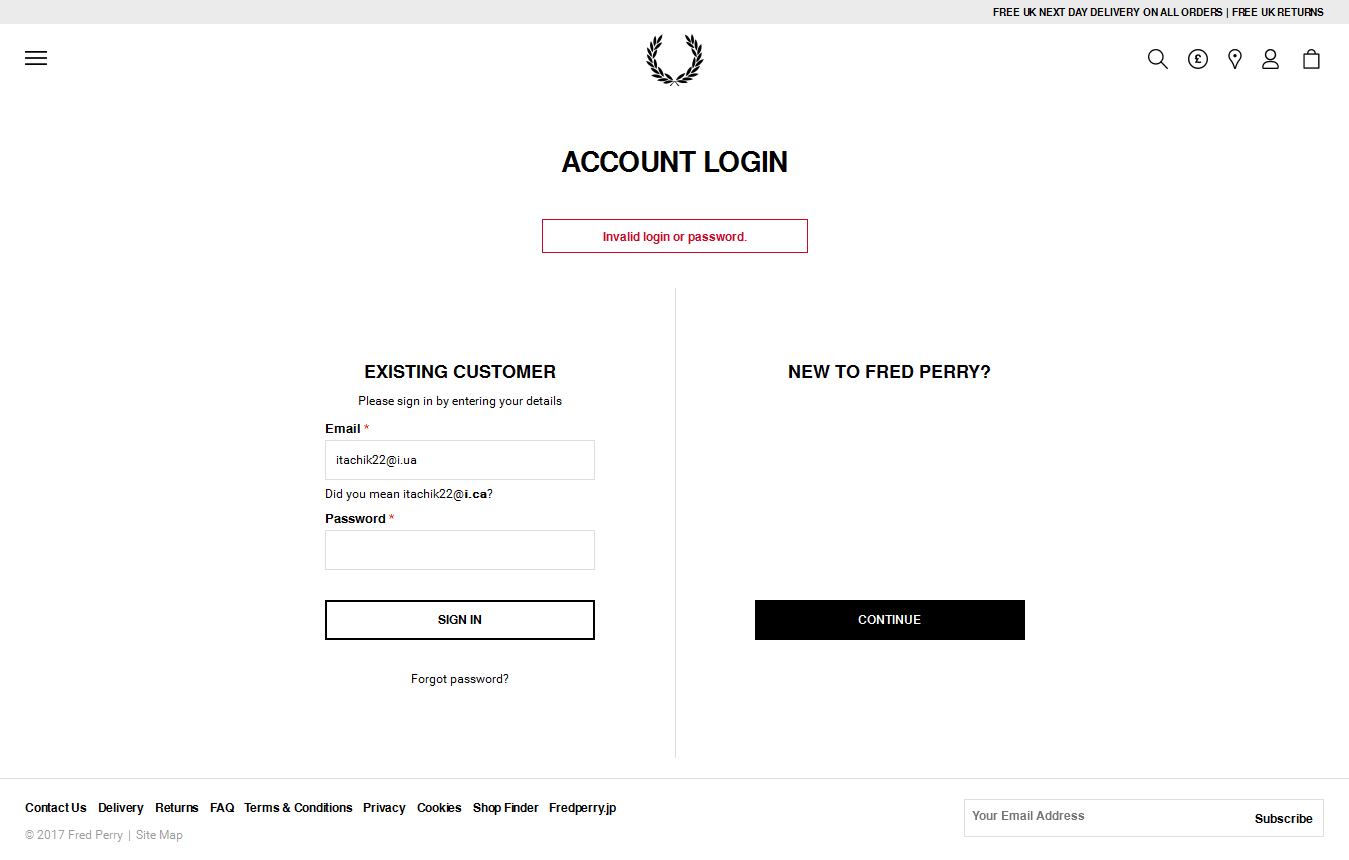 FREE UK NEXT DAY DELIVERY ON ALL ORDERS | FREE UK RETURNS
£
ACCOUNT LOGIN
Invalid login or password.
EXISTING CUSTOMER
Please sign in by entering your details
Email *
itachik22@i.ua
Did you mean itachik22@i.ca?
Password *
SIGN IN
Forgot password?
NEW TO FRED PERRY?
CONTINUE
Contact Us Delivery Returns FAQ Terms & Conditions Privacy Cookies Shop Finder Fredperry.jp
© 2017 Fred Perry | Site Map
Your Email Address Subscribe